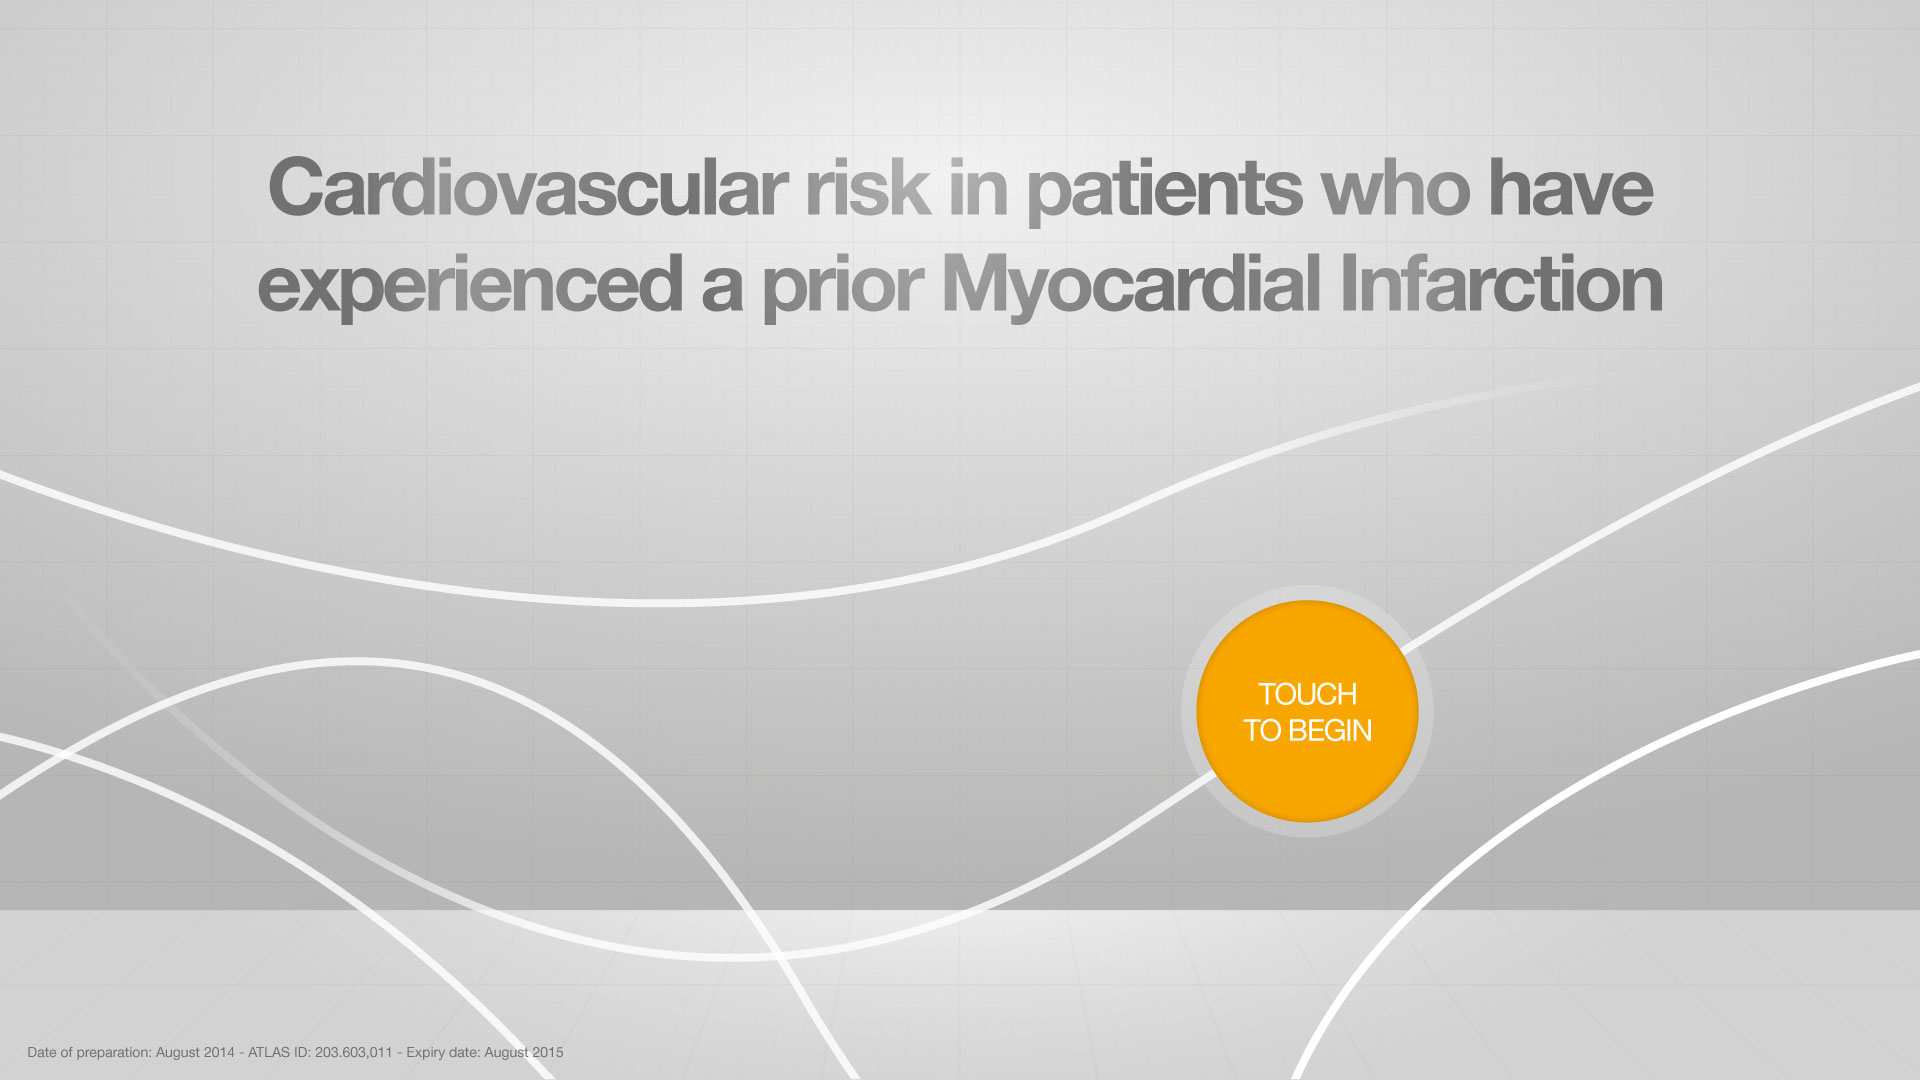 Cardiovascular risk in patients who have
experienced a prior Myocardial Infarction
TOUCH
TO BEGIN
Date of preparation: August 2014 - ATLAS ID: 203.603,011 - Expiry date: August 2015